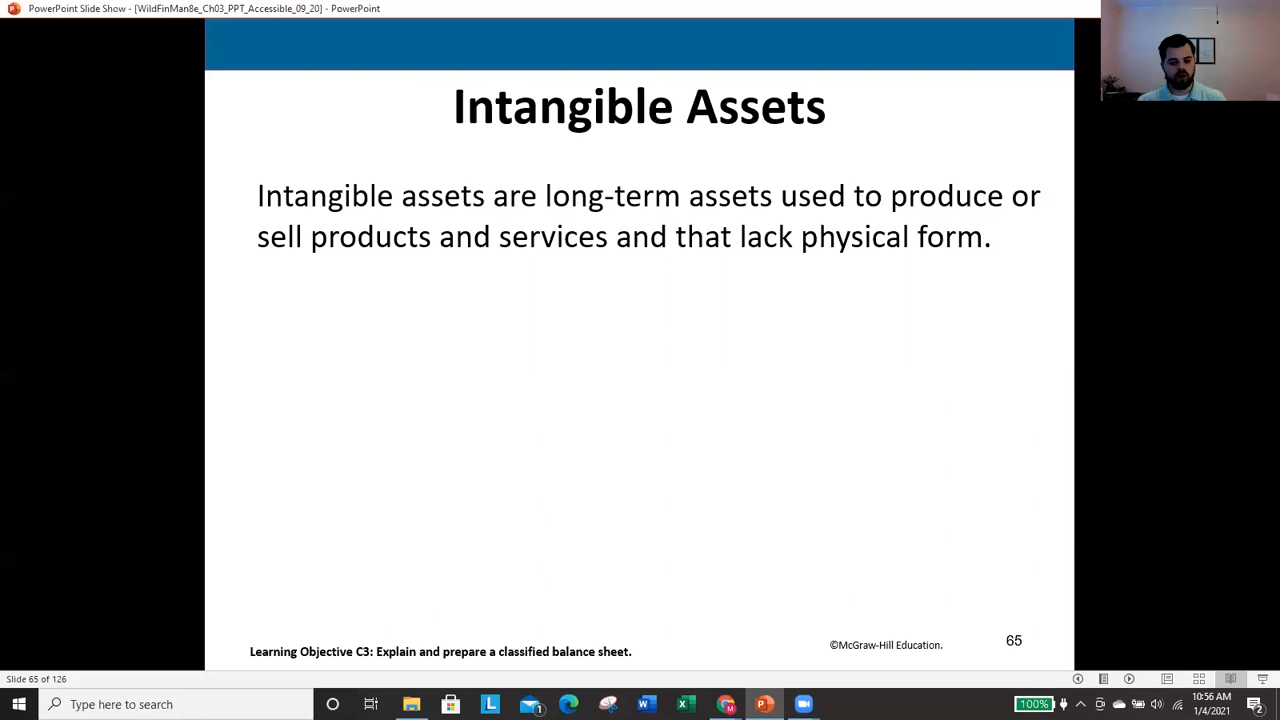 PowerPoint Slide Show - [WildFinMan8e_Ch03_PPT_Accessible_09_20] - PowerPoint
Intangible Assets
Intangible assets are long-term assets used to produce or
sell products and services and that lack physical form.
Learning Objective C3: Explain and prepare a classified balance sheet.
©McGraw-Hill Education.
65
Slide 65 of 126
Type here to search
100%
10:56 AM
1/4/2021